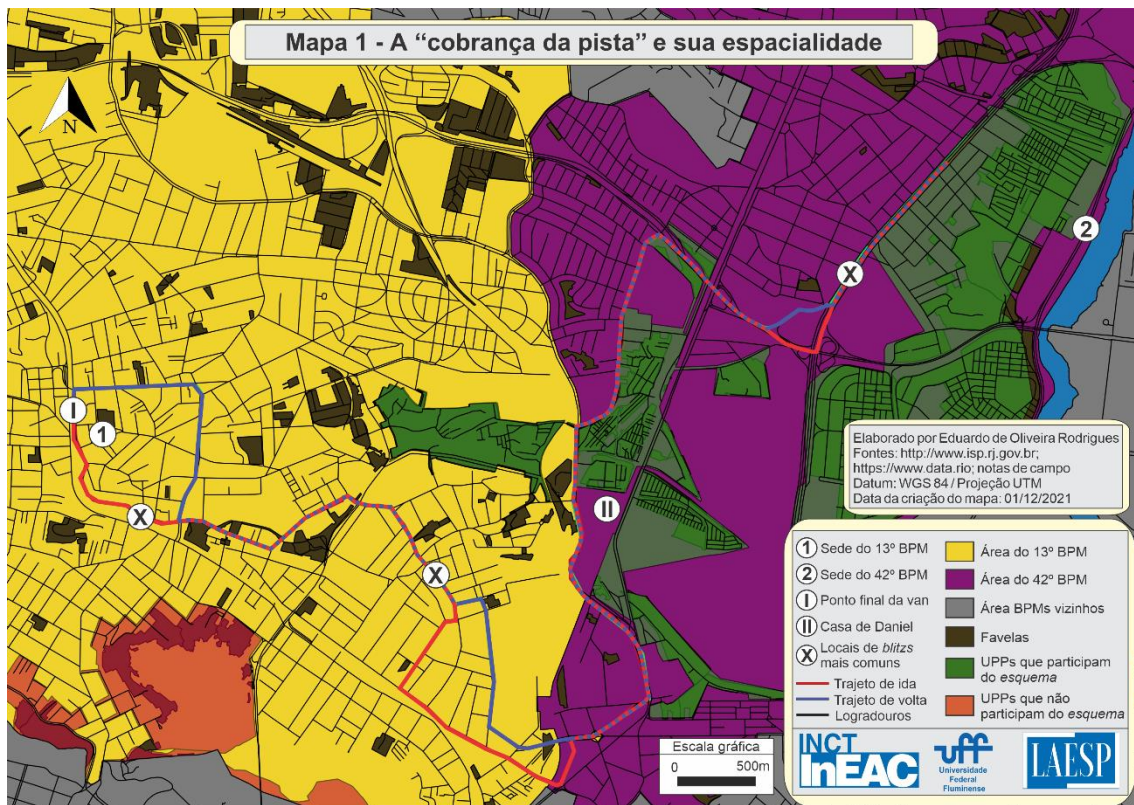 Mapa 1 - A “cobrança da pista” e sua espacialidade
N
2
X
I
1
II
X
X
Elaborado por Eduardo de Oliveira Rodrigues
Fontes: http://www.isp.rj.gov.br;
https://www.data.rio; notas de campo
Datum: WGS 84 / Projeção UTM
Data da criação do mapa: 01/12/2021
1 Sede do 13º BPM
2 Sede do 42º BPM
I Ponto final da van
II Casa de Daniel
X Locais de blitzs
mais comuns
Trajeto de ida
Trajeto de volta
Logradouros
Área do 13º BPM
Área do 42º BPM
Área BPMs vizinhos
Favelas
UPPs que participam
do esquema
UPPs que não
participam do esquema
Escala gráfica
0 500m
INCT
InEAC
uff
Universidade
Federal
Fluminense
LAESP